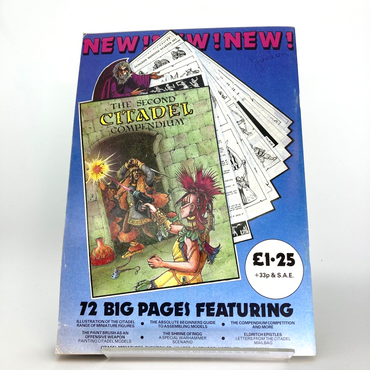 NEW! NEW! NEW!
THE SECOND
CITADEL
COMPENDIUM
£1·25
+33p & S.A.E.
72 BIG PAGES FEATURING
ILLUSTRATION OF THE CITADEL
RANGE OF MINIATURE FIGURES
THE ABSOLUTE BEGINNERS GUIDE
TO ASSEMBLING MODELS
THE COMPENDIUM COMPETITION
AND MORE
THE PAINT BRUSH AS AN
OFFENSIVE WEAPON
PAINTING CITADEL MODELS
THE SHRINE OF RIGG
A SPECIAL WARHAMMER
SCENARIO
ELDRITCH EPISTLES
LETTERS FROM THE CITADEL
MAILBAG